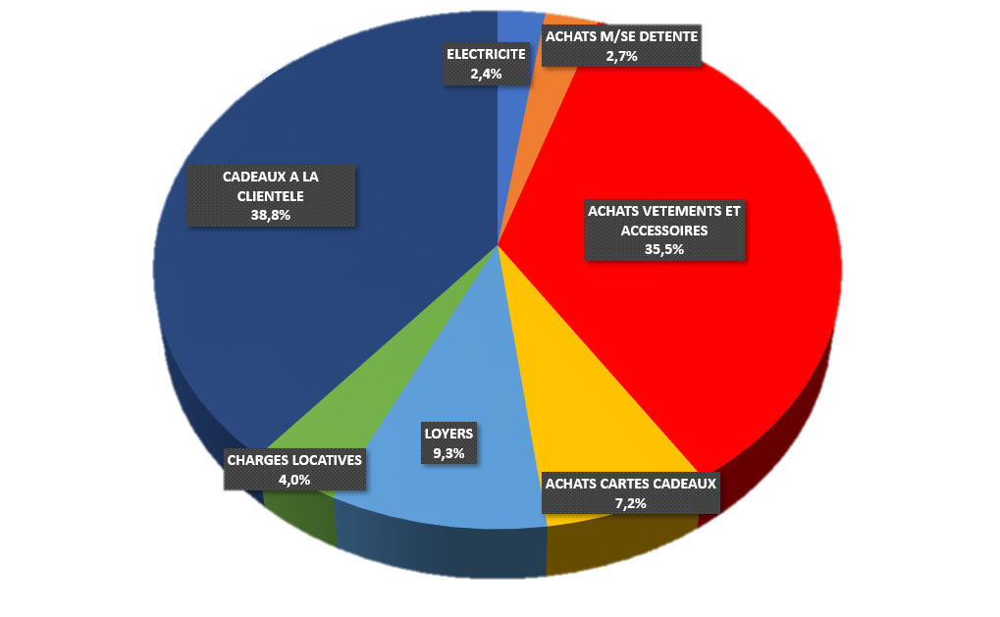 ELECTRICITE
2,4%
ACHATS M/SE DETENTE
2,7%
CADEAUX A LA
CLIENTELE
38,8%
ACHATS VETEMENTS ET
ACCESSOIRES
35,5%
LOYERS
9,3%
CHARGES LOCATIVES
4,0%
ACHATS CARTES CADEAUX
7,2%